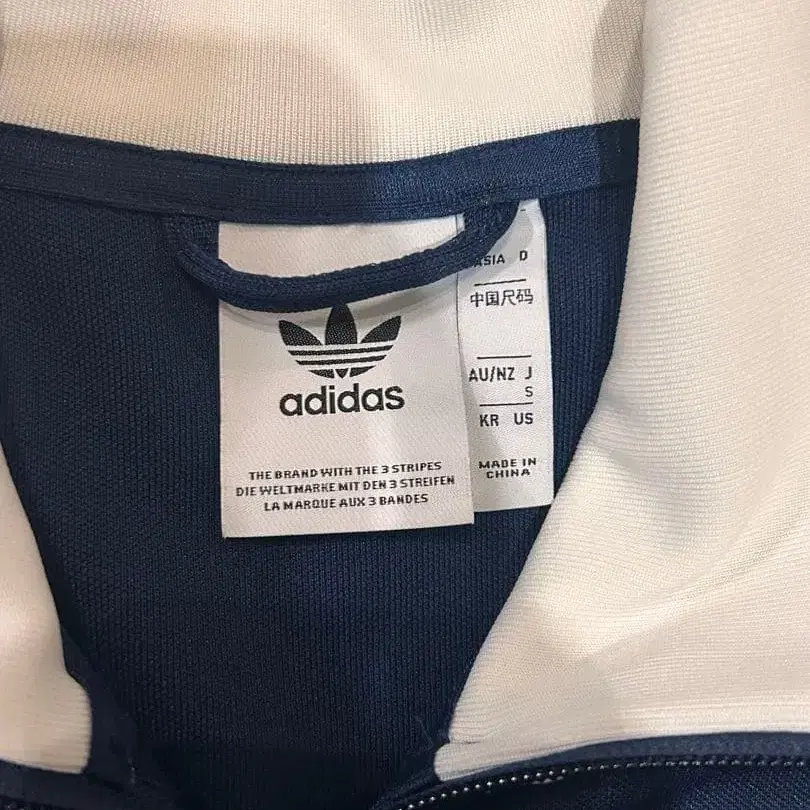 adidas
THE BRAND WITH THE 3 STRIPES
DIE WELTMARKE MIT DEN 3 STREIFEN
LA MARQUE AUX 3 BANDES
ASIA D
中国尺码
AU/NZ J
S
KR US
MADE IN
CHINA